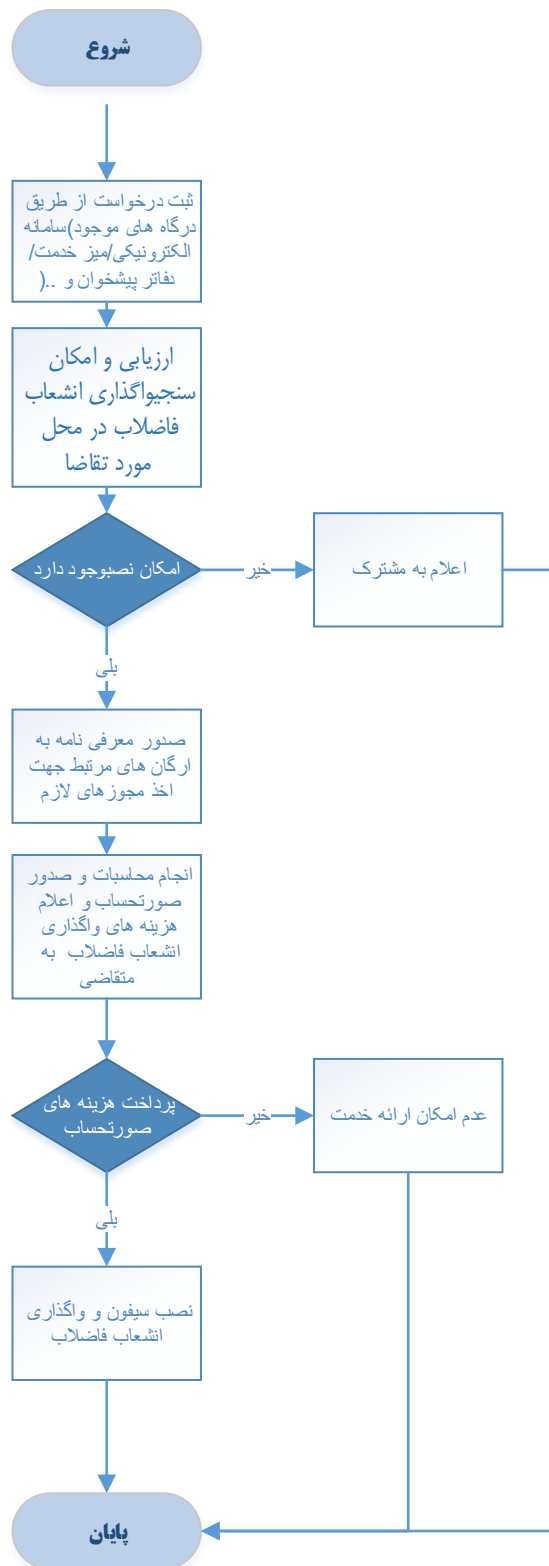 شروع
ثبت درخواست از طریق
درگاه های موجود)سامانه
الکترونیکی/میز خدمت/
دفاتر پیشخوان و ..(
ارزیابی و امکان
سنجیواگذاری انشعاب
فاضلاب در محل
مورد تقاضا
امکان نصبوجود دارد
خیر
اعلام به مشترک
بلی
صدور معرفی نامه به
ارگان های مرتبط جهت
اخذ مجوزهای لازم
انجام محاسبات و صدور
صورتحساب و اعلام
هزینه های واگذاری
انشعاب فاضلاب به
متقاضی
پرداخت هزینه های
صورتحساب
خیر
عدم امکان ارائه خدمت
بلی
نصب سیفون و واگذاری
انشعاب فاضلاب
پایان